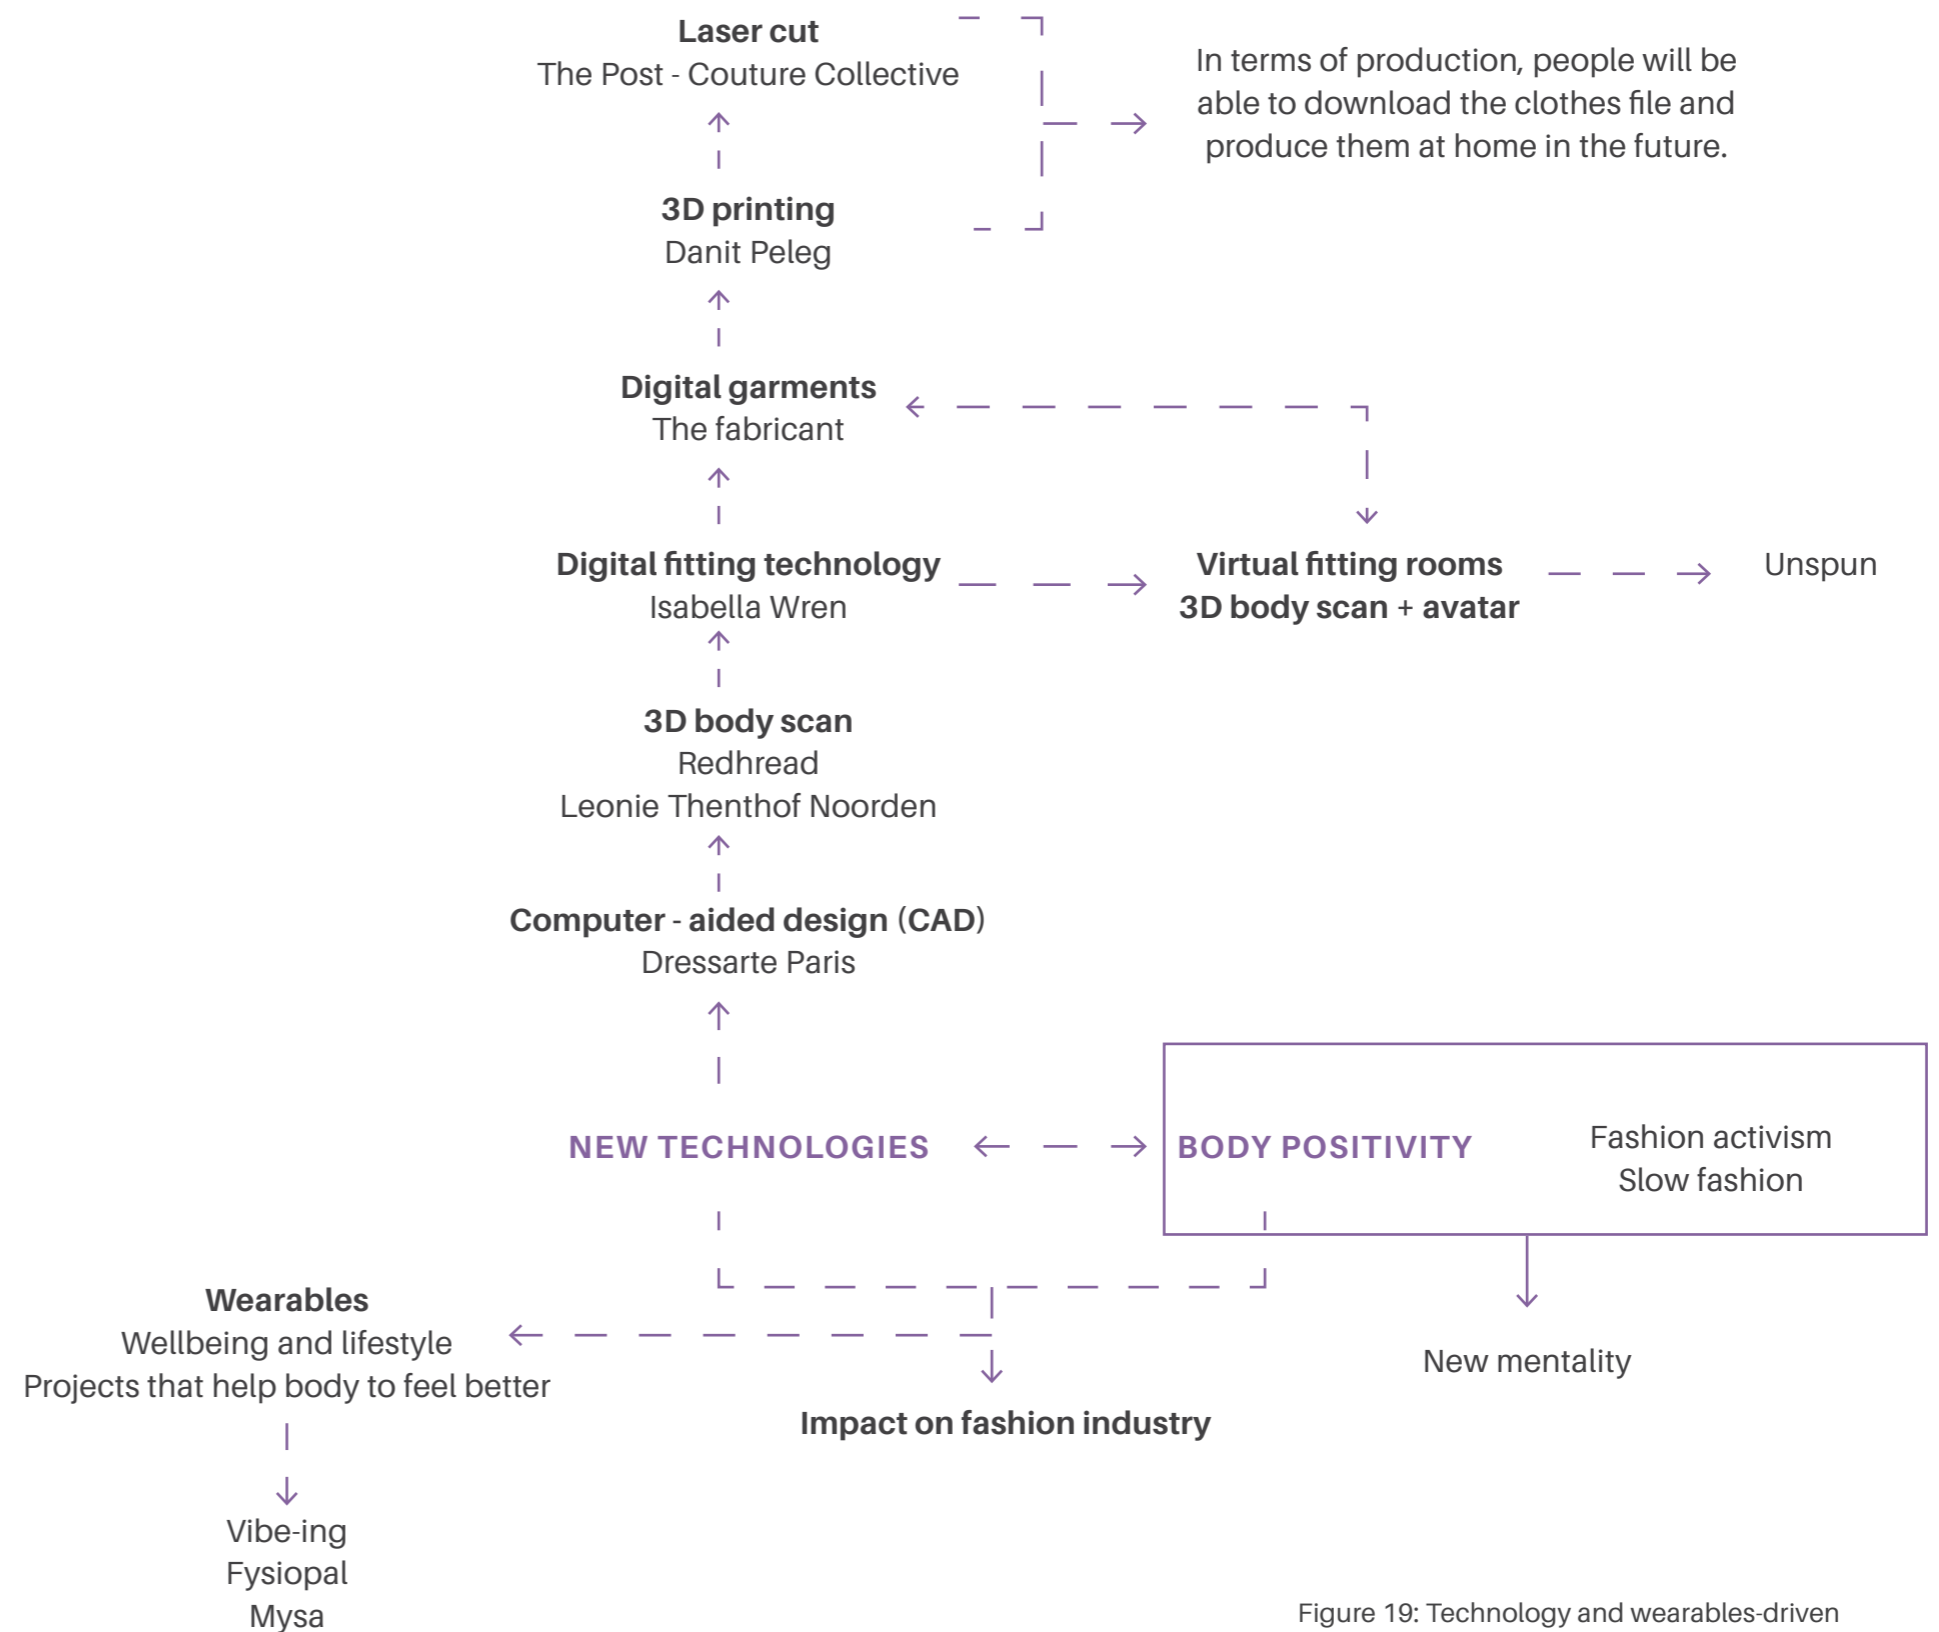 Laser cut
The Post - Couture Collective
In terms of production, people will be
able to download the clothes file and
produce them at home in the future.
3D printing
Danit Peleg
Digital garments
The fabricant
Digital fitting technology
Isabella Wren
Virtual fitting rooms
3D body scan + avatar
Unspun
3D body scan
Redhread
Leonie Thenthof Noorden
Computer - aided design (CAD)
Dressarte Paris
NEW TECHNOLOGIES
BODY POSITIVITY
Fashion activism
Slow fashion
Wearables
Wellbeing and lifestyle
Projects that help body to feel better
New mentality
Impact on fashion industry
Vibe-ing
Fysiopal
Mysa
Figure 19: Technology and wearables-driven